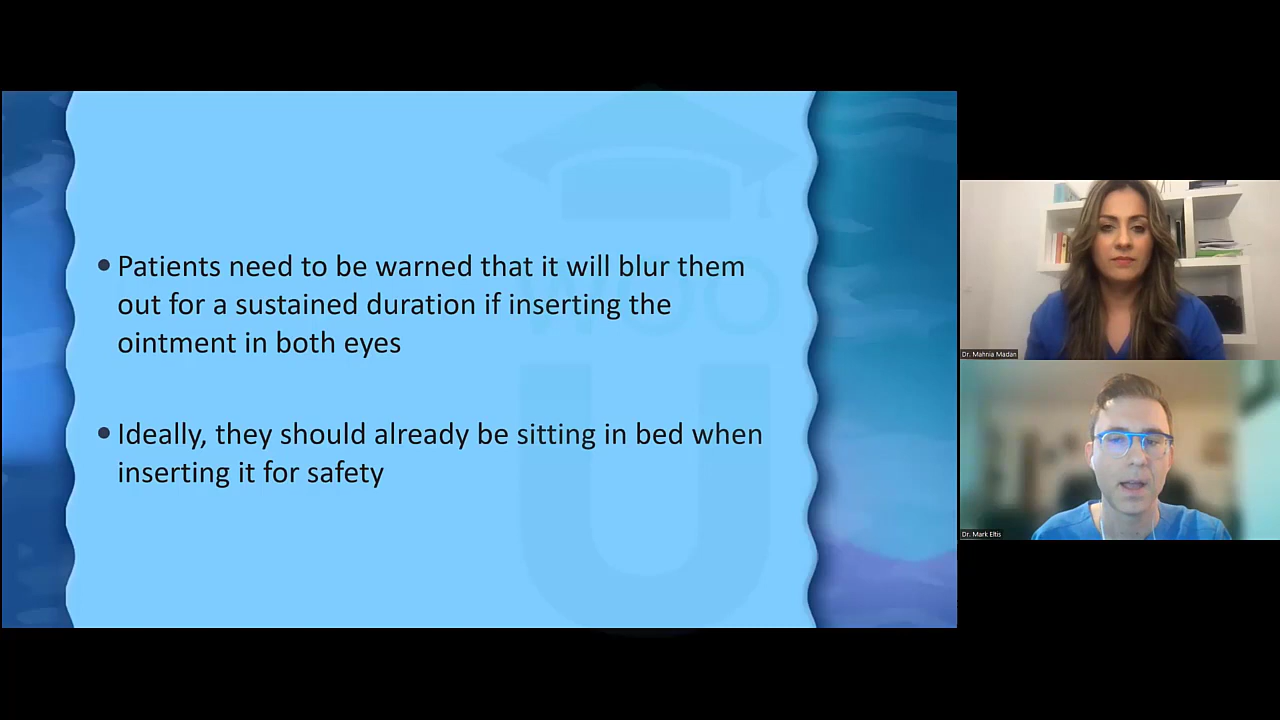 • Patients need to be warned that it will blur them
out for a sustained duration if inserting the
ointment in both eyes
• Ideally, they should already be sitting in bed when
inserting it for safety
WOO
U
Dr. Mahnia Madan
Dr. Mark Eltis